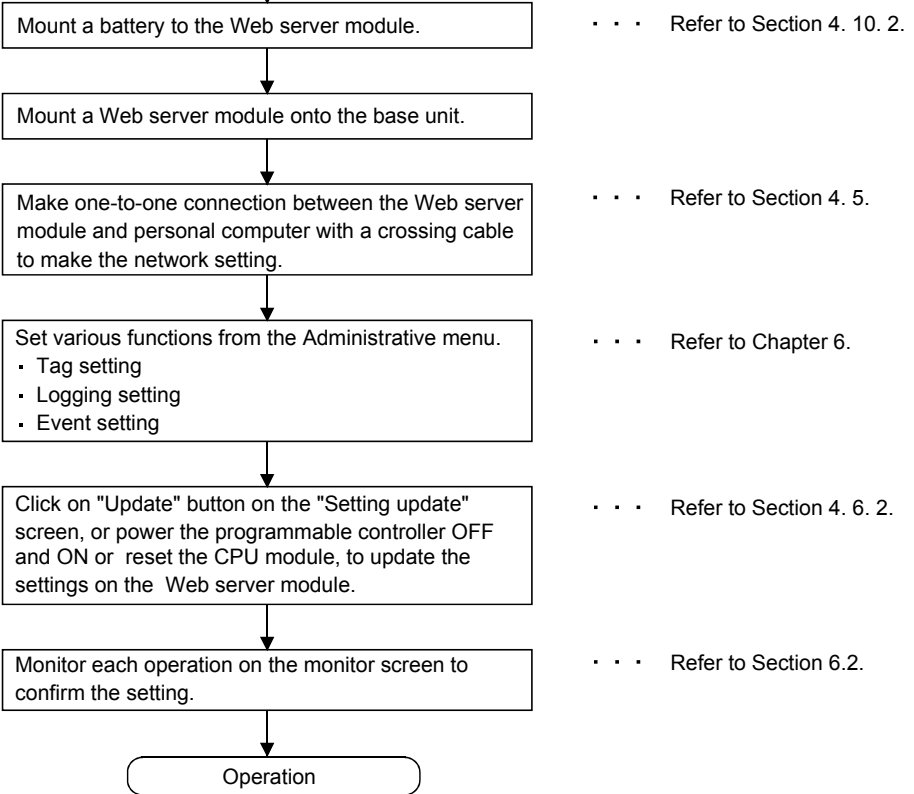 Mount a battery to the Web server module.
· · · Refer to Section 4. 10. 2.
Mount a Web server module onto the base unit.
Make one-to-one connection between the Web server
module and personal computer with a crossing cable
to make the network setting.
· · · Refer to Section 4. 5.
Set various functions from the Administrative menu.
· Tag setting
· Logging setting
· Event setting
· · · Refer to Chapter 6.
Click on "Update" button on the "Setting update"
screen, or power the programmable controller OFF
and ON or reset the CPU module, to update the
settings on the Web server module.
· · · Refer to Section 4. 6. 2.
Monitor each operation on the monitor screen to
confirm the setting.
· · · Refer to Section 6.2.
Operation